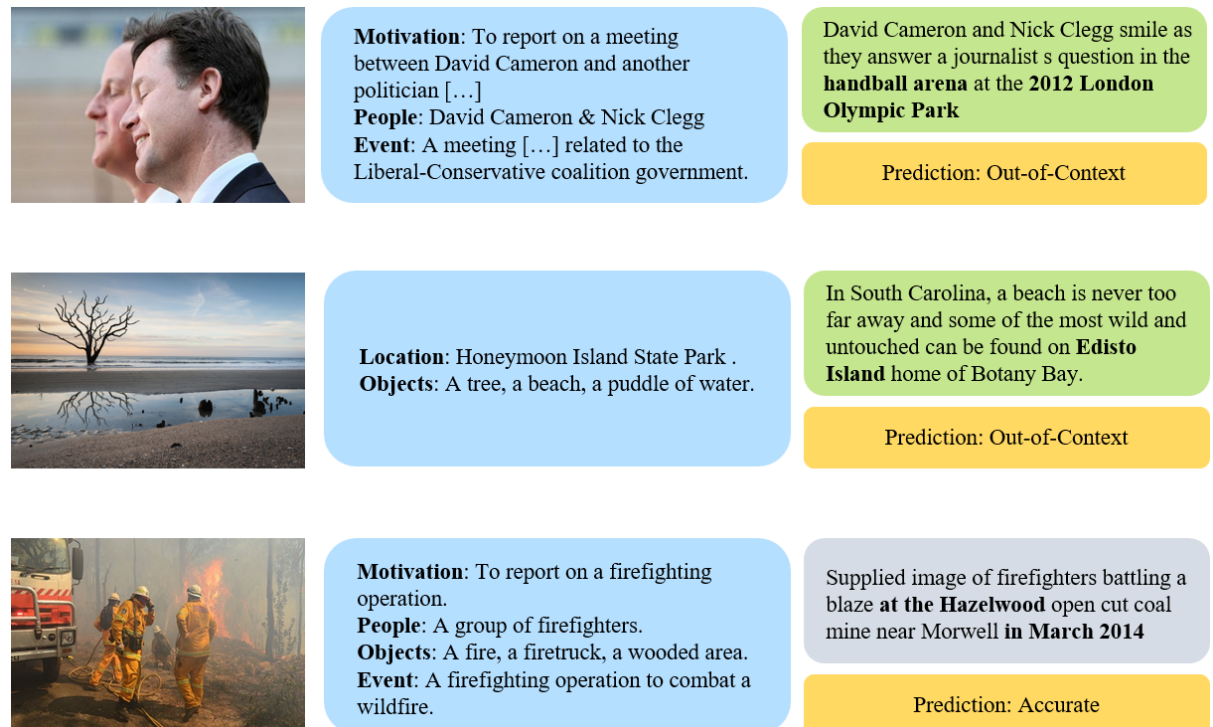 Motivation: To report on a meeting
between David Cameron and another
politician […]
People: David Cameron & Nick Clegg
Event: A meeting […] related to the
Liberal-Conservative coalition government.
David Cameron and Nick Clegg smile as
they answer a journalist s question in the
handball arena at the 2012 London
Olympic Park
Prediction: Out-of-Context
Location: Honeymoon Island State Park .
Objects: A tree, a beach, a puddle of water.
In South Carolina, a beach is never too
far away and some of the most wild and
untouched can be found on Edisto
Island home of Botany Bay.
Prediction: Out-of-Context
Motivation: To report on a firefighting
operation.
People: A group of firefighters.
Objects: A fire, a firetruck, a wooded area.
Event: A firefighting operation to combat a
wildfire.
Supplied image of firefighters battling a
blaze at the Hazelwood open cut coal
mine near Morwell in March 2014
Prediction: Accurate